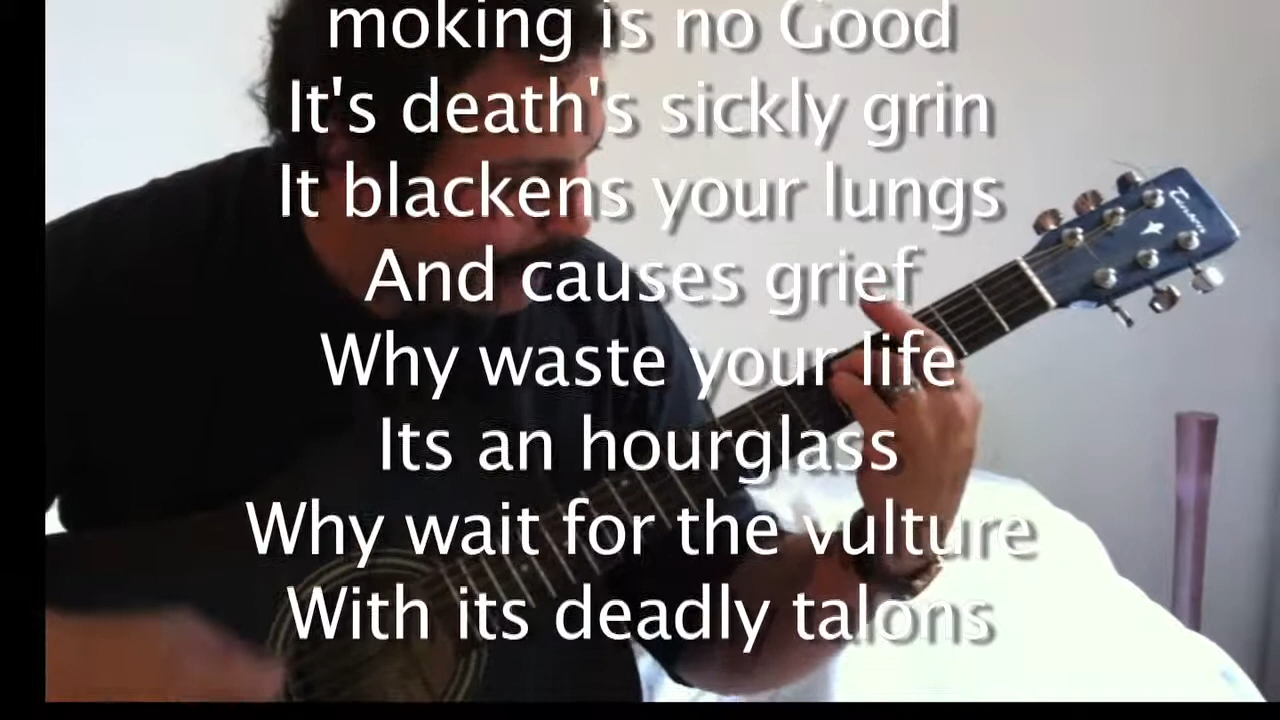 moking is no Good
It's death's sickly grin
It blackens your lungs
And causes grief
Why waste your life
Its an hourglass
Why wait for the vulture
With its deadly talons